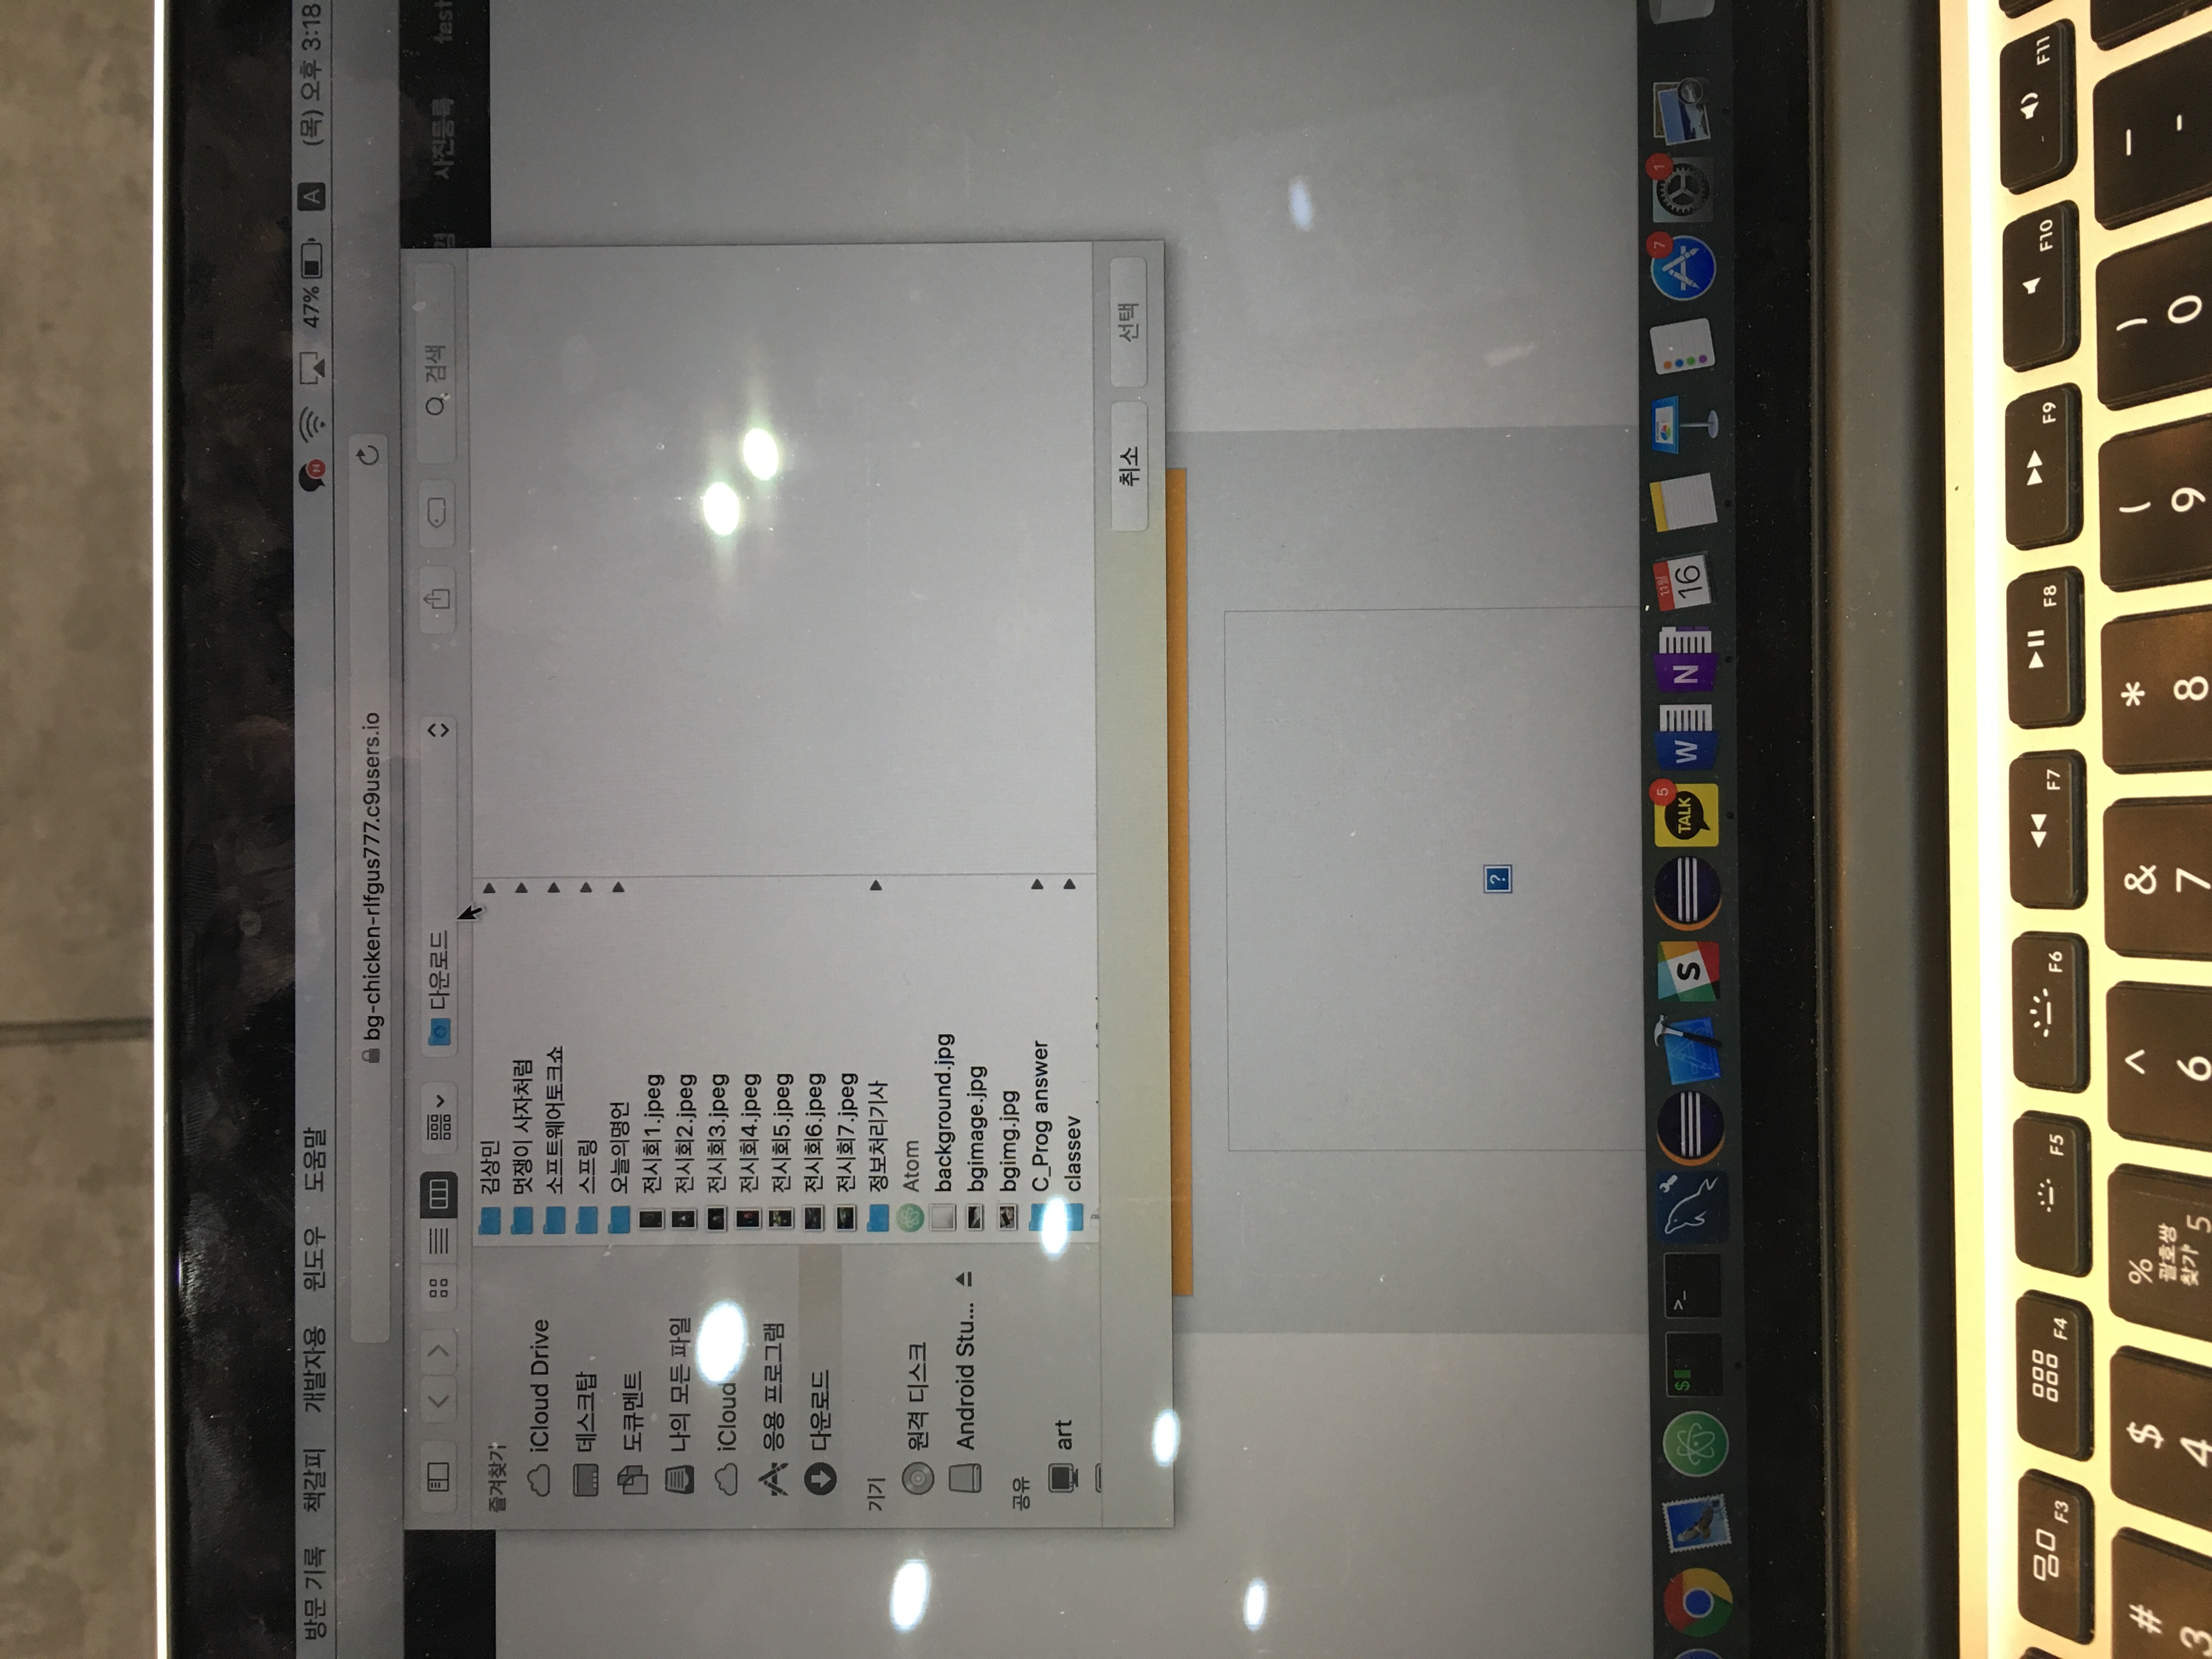 방문 기록 책갈피 개발자용 윈도우 도움말 N 47% A (목) 오후 3:18
bg-chicken-rlfgus777.c9users.io
다운로드 검색 사진등록 test
즐겨찾기
iCloud Drive
데스크탑
도큐멘트
나의 모든 파일
iCloud
응용 프로그램
다운로드
기기
원격 디스크
Android Stu...
공유
art
김상민
멋쟁이 사자처럼
소프트웨어토크쇼
스프링
오늘의명언
전시회1.jpeg
전시회2.jpeg
전시회3.jpeg
전시회4.jpeg
전시회5.jpeg
전시회6.jpeg
전시회7.jpeg
정보처리기사
Atom
background.jpg
bgimage.jpg
bgimg.jpg
C_Prog answer
classev
취소 선택
?
$ >_ S TALK 5 W N 11월 16 7 1
F3 F4 F5 F6 F7 F8 F9 F10 F11
# $ % ^ & * ( ) _
괄호쌍
찾기
3 4 5 6 7 8 9 0 -